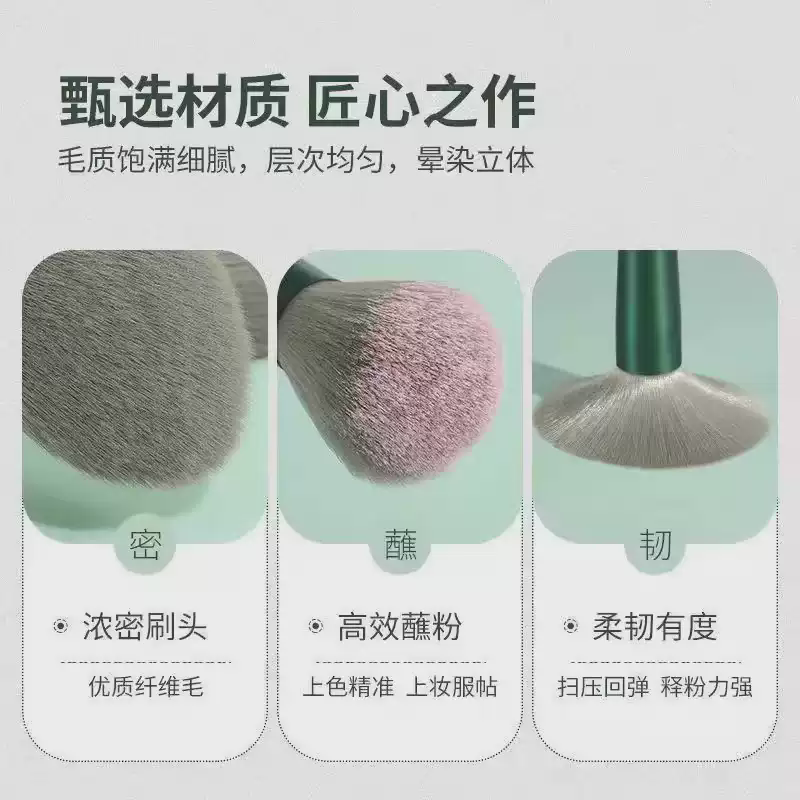 甄选材质 匠心之作
毛质饱满细腻，层次均匀，晕染立体
密
蘸
韧
浓密刷头
高效蘸粉
柔韧有度
优质纤维毛
上色精准 上妆服帖
扫压回弹 释粉力强